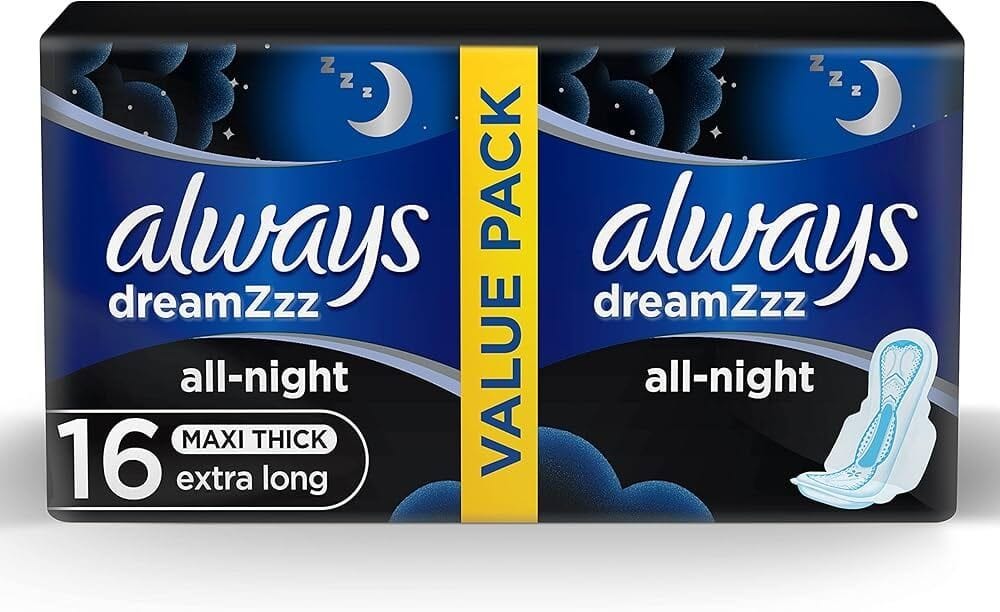 z z z
always
dreamZzz
all-night
16 MAXI THICK
extra long
VALUE PACK
z z z
always
dreamZzz
all-night